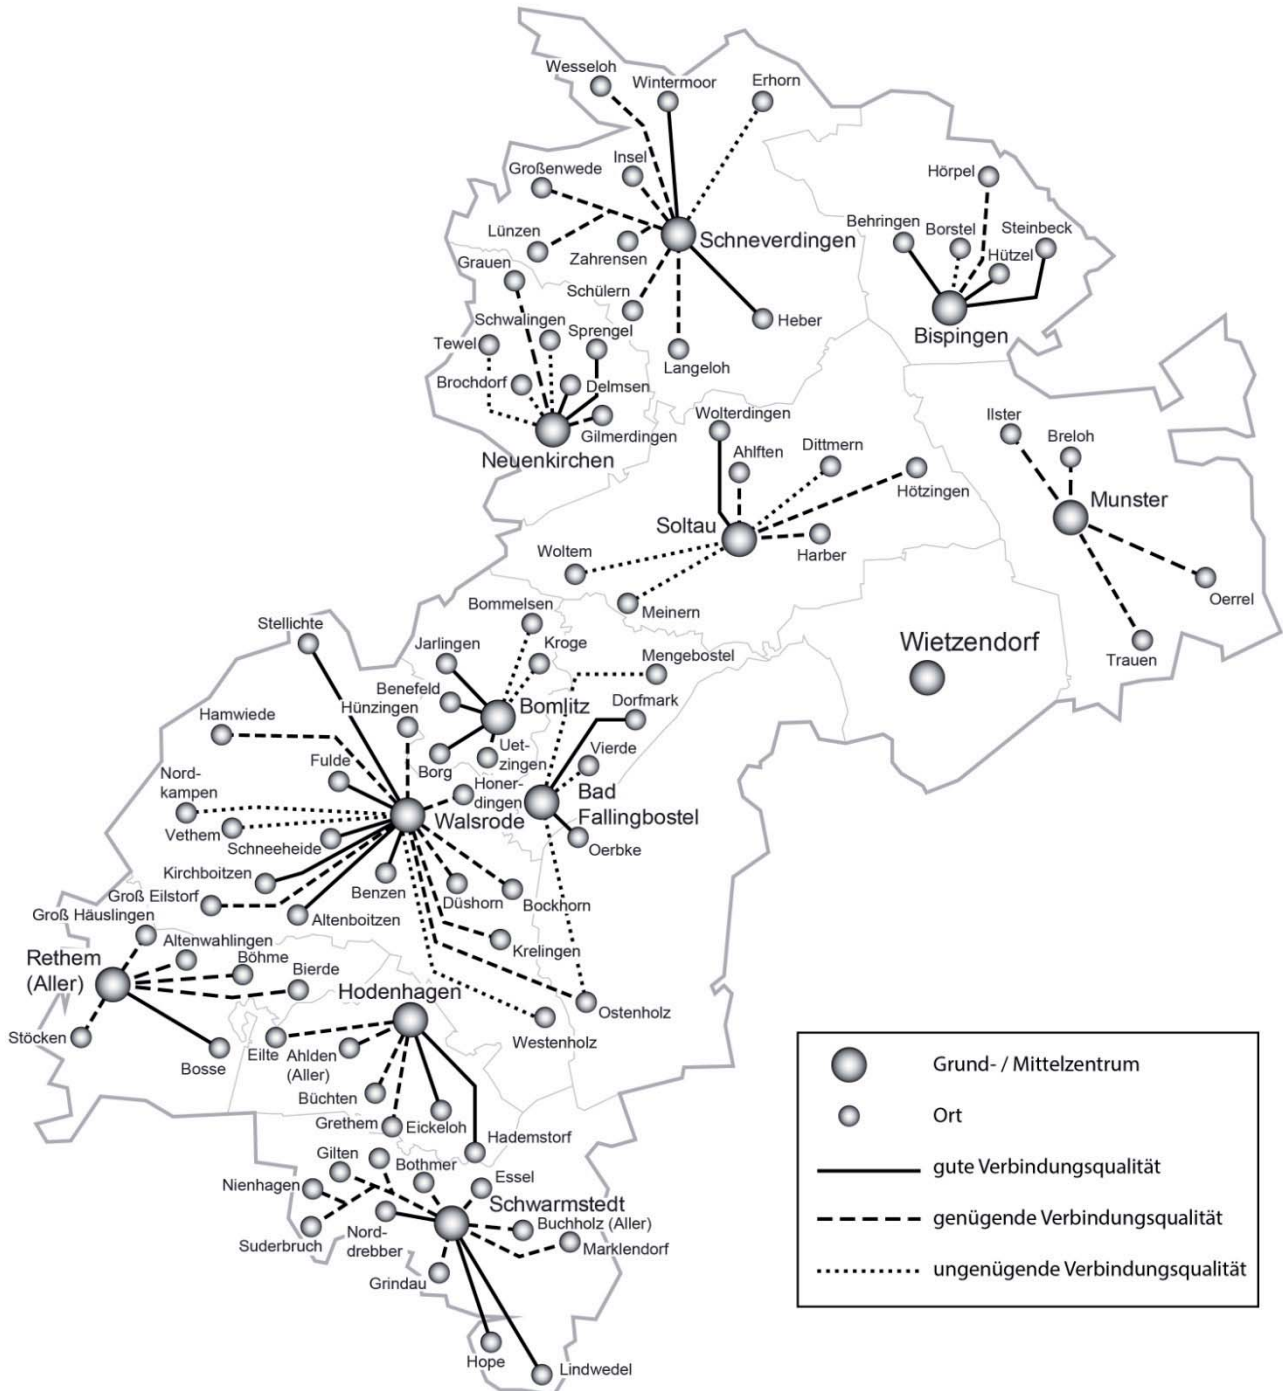 Wesseloh
Wintermoor
Erhorn
Großenwede
Insel
Hörpel
Lünzen
Zahrensen
Schneverdingen
Behringen
Borstel
Steinbeck
Hützel
Grauen
Schülern
Heber
Bispingen
Schwalingen
Sprengel
Tewel
Langeloh
Brochdorf
Delmsen
Gilmerdingen
Neuenkirchen
Wolterdingen
Ahlften
Dittmern
Hötzingen
Ilster
Breloh
Munster
Soltau
Harber
Woltem
Meinern
Oerrel
Trauen
Wietzendorf
Stellichte
Bommelsen
Jarlingen
Kroge
Mengebostel
Benefeld
Bomlitz
Dorfmark
Hamwiede
Hünzingen
Vierde
Fulde
Borg
Uet-
zingen
Nord-
kampen
Honer-
dingen
Bad
Fallingbostel
Vethem
Walsrode
Schneeheide
Oerbke
Kirchboitzen
Benzen
Düshorn
Bockhorn
Groß Eilstorf
Altenboitzen
Groß Häuslingen
Krelingen
Rethem
(Aller)
Altenwahlingen
Böhme
Bierde
Hodenhagen
Ostenholz
Stöcken
Bosse
Eilte
Ahlden
(Aller)
Westenholz
Büchten
Grethem
Eickeloh
Hademstorf
Gilten
Bothmer
Essel
Nienhagen
Schwarmstedt
Suderbruch
Nord-
drebber
Buchholz (Aller)
Marklendorf
Grindau
Hope
Lindwedel
Grund- / Mittelzentrum
Ort
gute Verbindungsqualität
genügende Verbindungsqualität
ungenügende Verbindungsqualität